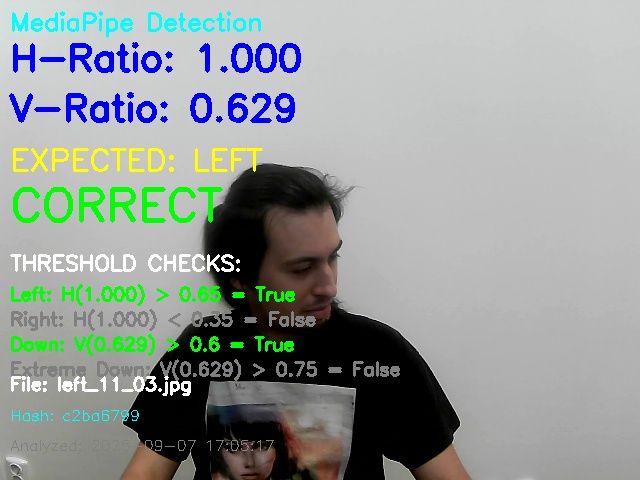 MediaPipe Detection
H-Ratio: 1.000
V-Ratio: 0.629
EXPECTED: LEFT
CORRECT
THRESHOLD CHECKS:
Left: H(1.000) > 0.65 = True
Right: H(1.000) < 0.35 = False
Down: V(0.629) > 0.6 = True
Extreme Down: V(0.629) > 0.75 = False
File: left_11_03.jpg
Hash: c2ba6799
Analyzed: 2025-09-07 17:05:17